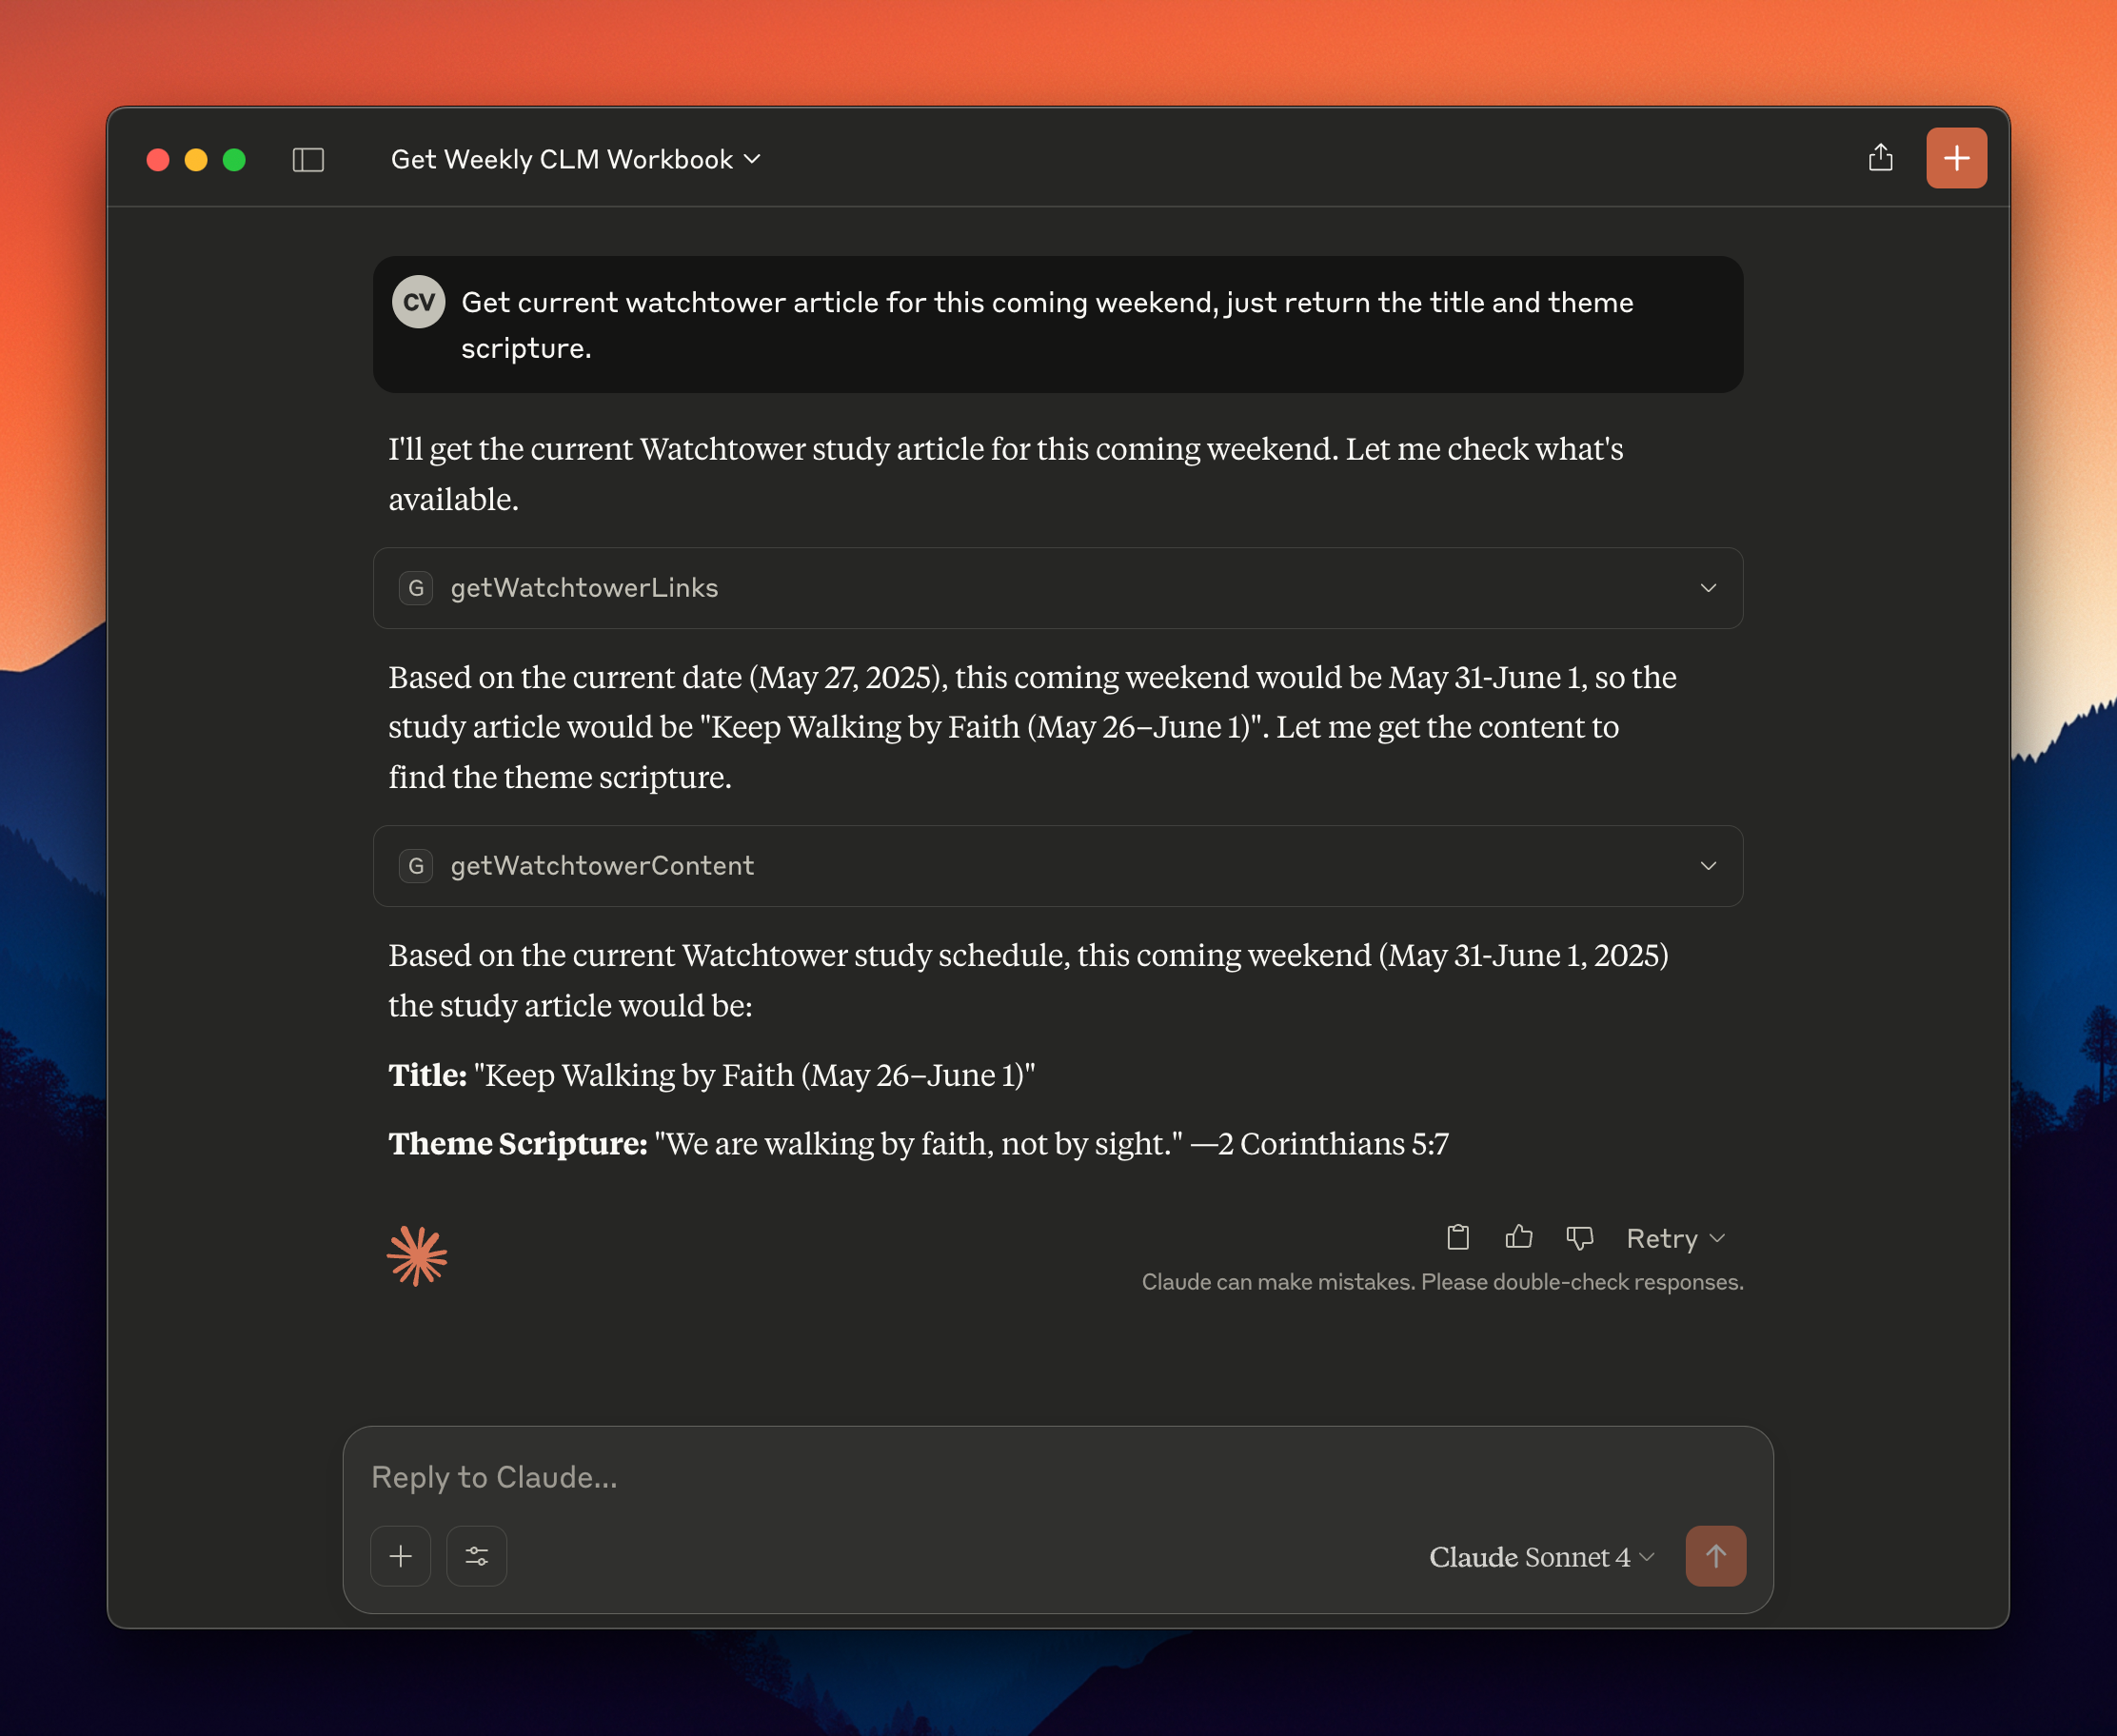 Get Weekly CLM Workbook
CV
Get current watchtower article for this coming weekend, just return the title and theme
scripture.
I'll get the current Watchtower study article for this coming weekend. Let me check what's
available.
G getWatchtowerLinks
Based on the current date (May 27, 2025), this coming weekend would be May 31-June 1, so the
study article would be "Keep Walking by Faith (May 26–June 1)". Let me get the content to
find the theme scripture.
G getWatchtowerContent
Based on the current Watchtower study schedule, this coming weekend (May 31-June 1, 2025)
the study article would be:
Title: "Keep Walking by Faith (May 26–June 1)"
Theme Scripture: "We are walking by faith, not by sight." —2 Corinthians 5:7
Retry
Claude can make mistakes. Please double-check responses.
Reply to Claude...
Claude Sonnet 4